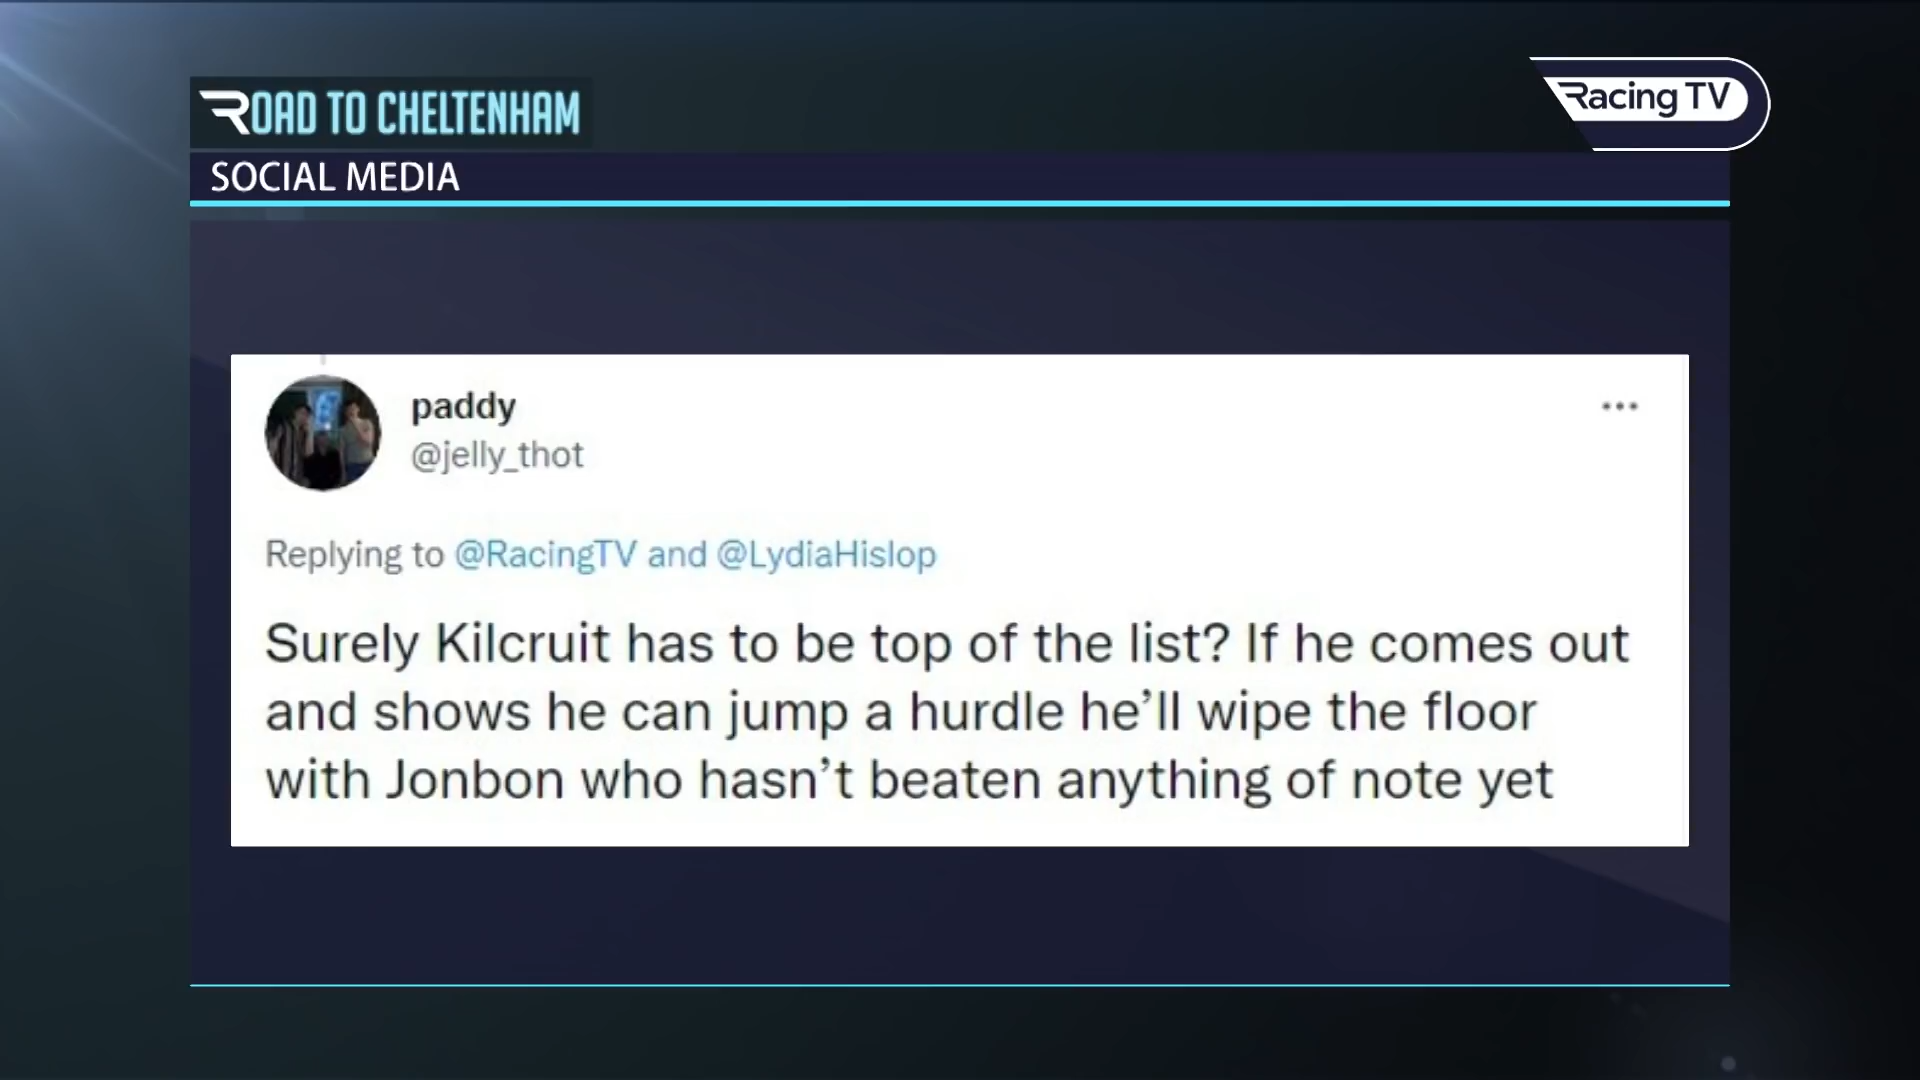 ROAD TO CHELTENHAM
Racing TV
SOCIAL MEDIA
paddy
@jelly_thot
Replying to @RacingTV and @LydiaHislop
Surely Kilcruit has to be top of the list? If he comes out
and shows he can jump a hurdle he’ll wipe the floor
with Jonbon who hasn’t beaten anything of note yet